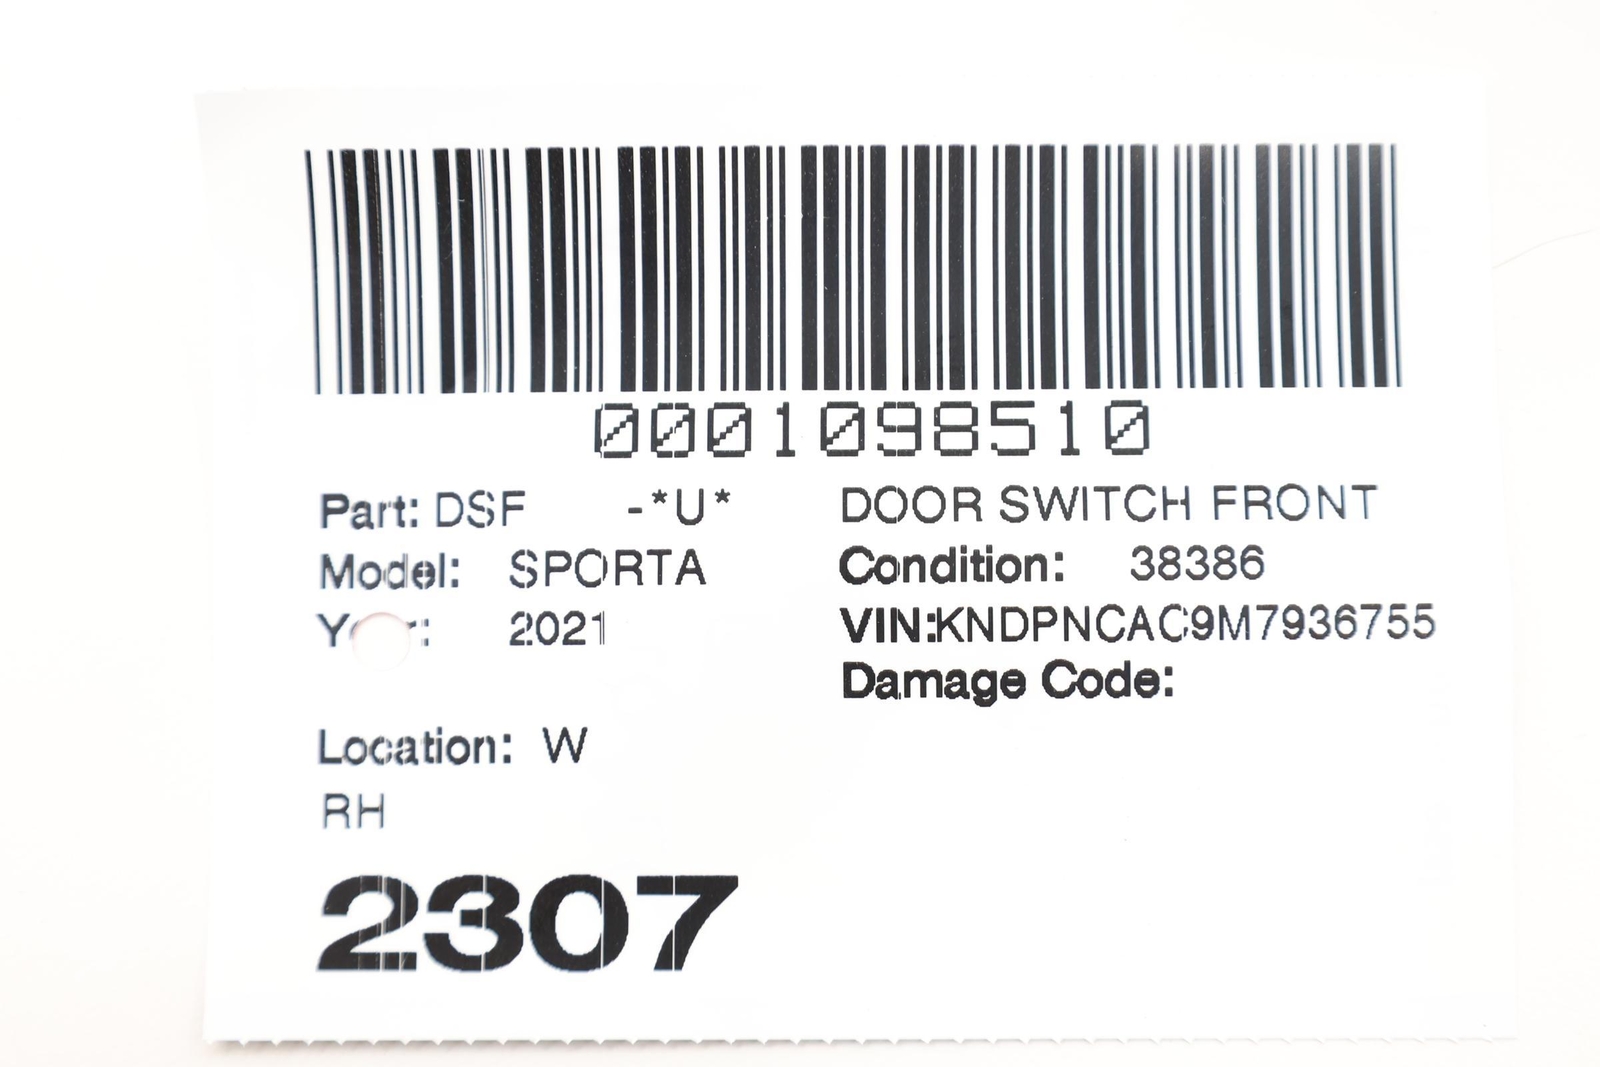 0001098510
Part: DSF -*U* DOOR SWITCH FRONT
Model: SPORTA Condition: 38386
2021 VIN:KNDPNCAC9M7936755
Damage Code:
Location: W
RH
2307